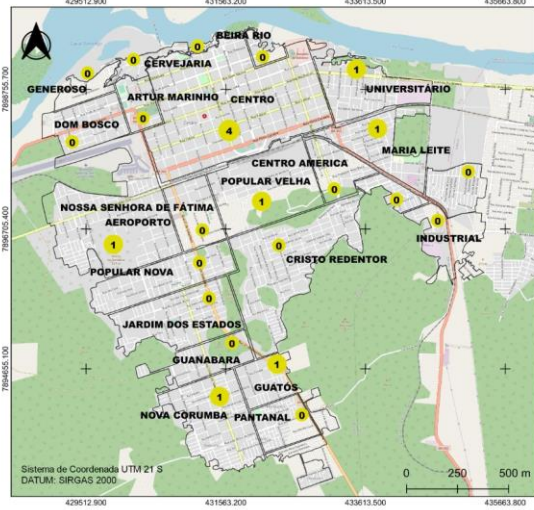 429512.900 431563.200 433613.500 435663.800
BEIRA RIO
0
0
CERVEJARIA
0
0
1
GENEROSO
7898755.700
ARTUR MARINHO
CENTRO
UNIVERSITÁRIO
DOM BOSCO
0
4
1
0
MARIA LEITE
CENTRO AMERICA
0
POPULAR VELHA
0
NOSSA SENHORA DE FÁTIMA
1
0
AEROPORTO
0
0
7896705.400
1
0
INDUSTRIAL
POPULAR NOVA
0
CRISTO REDENTOR
0
JARDIM DOS ESTADOS
0
GUANABARA
7894655.100
1
GUATÓS
1
NOVA CORUMBA
PANTANAL
0
Sistema de Coordenada UTM 21 S
DATUM: SIRGAS 2000
0 250 500 m
429512.900 431563.200 433613.500 435663.800